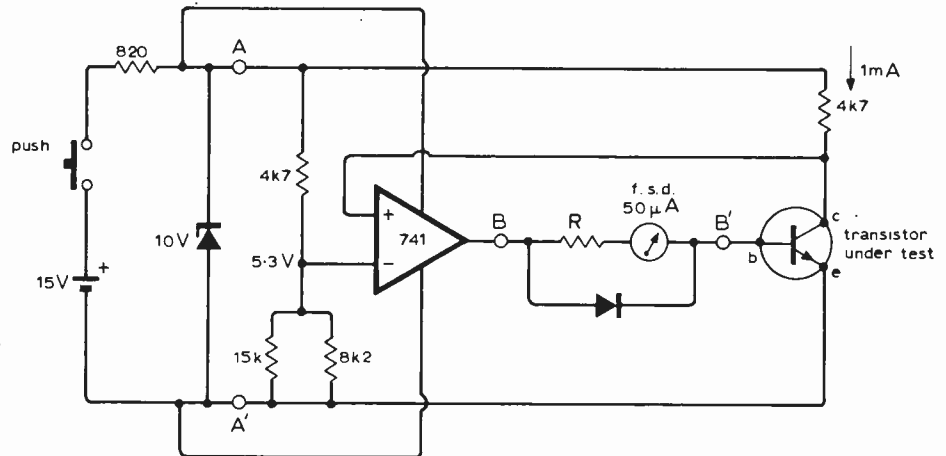 820
A
1mA
4k7
push
4k7
f.s.d.
50μA
+
741
−
B
R
B'
c
b
e
transistor
under test
10V
5·3V
15V
+
15k
8k2
A'